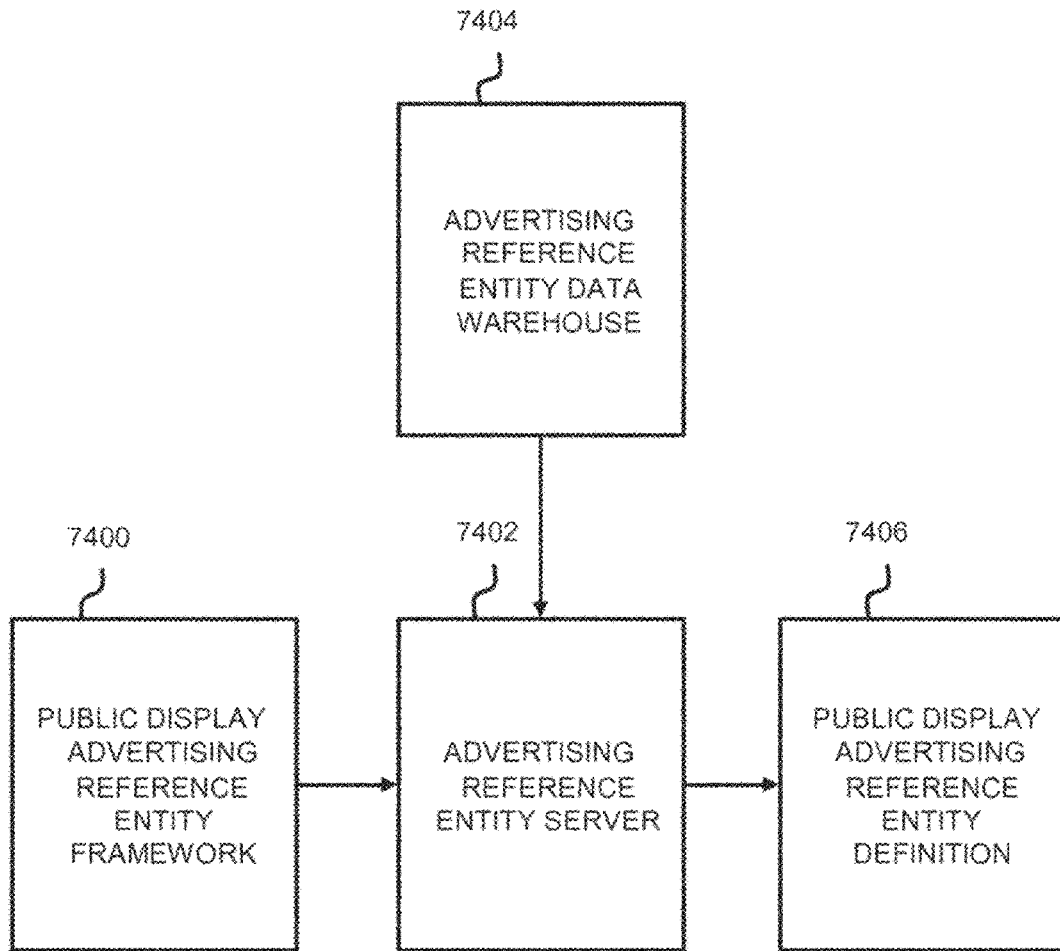 7404
ADVERTISING
REFERENCE
ENTITY DATA
WAREHOUSE
7400
7402
7406
PUBLIC DISPLAY
ADVERTISING
REFERENCE
ENTITY
FRAMEWORK
ADVERTISING
REFERENCE
ENTITY SERVER
PUBLIC DISPLAY
ADVERTISING
REFERENCE
ENTITY
DEFINITION